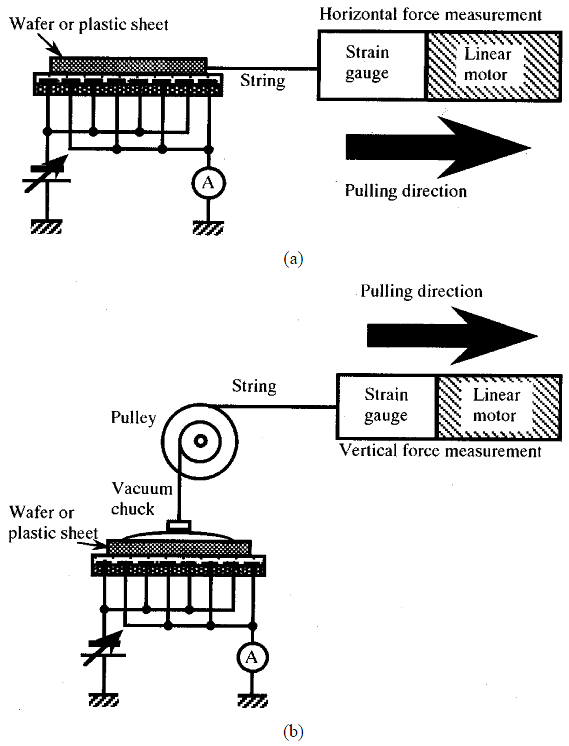 Horizontal force measurement
Wafer or plastic sheet
Strain
gauge
Linear
motor
String
Pulling direction
A
(a)
Pulling direction
String
Strain
gauge
Linear
motor
Pulley
Vertical force measurement
Vacuum
chuck
Wafer or
plastic sheet
A
(b)